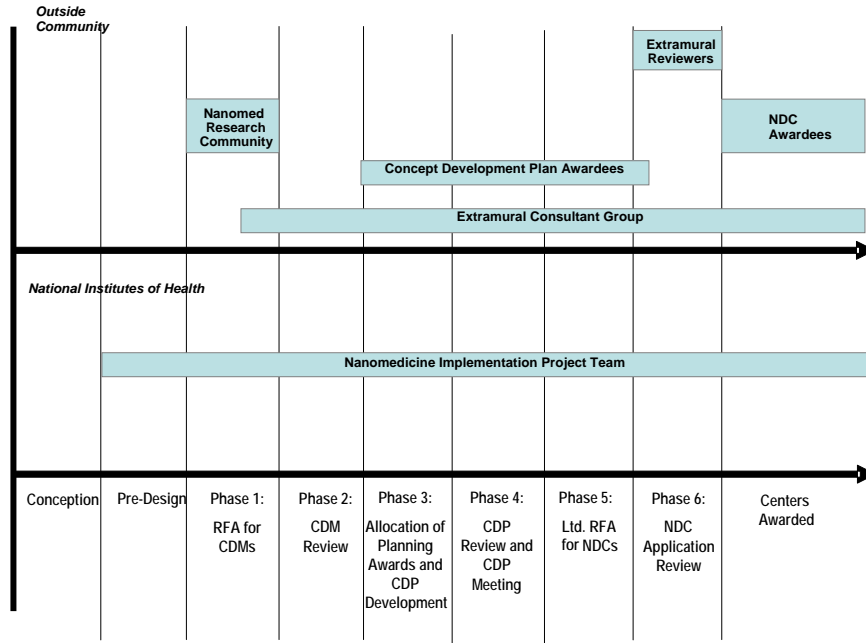 Outside
Community
Extramural
Reviewers
Nanomed
Research
Community
NDC
Awardees
Concept Development Plan Awardees
Extramural Consultant Group
National Institutes of Health
Nanomedicine Implementation Project Team
Conception
Pre-Design
Phase 1:
RFA for
CDMs
Phase 2:
CDM
Review
Phase 3:
Allocation of
Planning
Awards and
CDP
Development
Phase 4:
CDP
Review and
CDP
Meeting
Phase 5:
Ltd. RFA
for NDCs
Phase 6:
NDC
Application
Review
Centers
Awarded